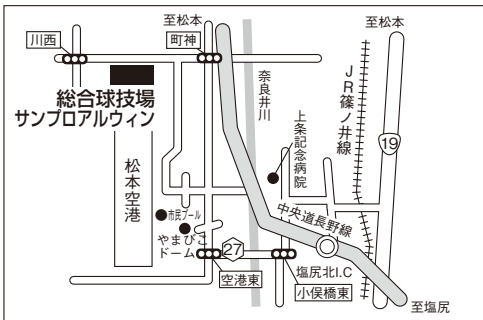 至松本
至松本
川西
町神
総合球技場
サンプロアルウィン
松本空港
奈良井川
上条記念病院
JR篠ノ井線
19
市民プール
やまびこ
ドーム
27
中央道長野線
塩尻北I.C
空港東
小俣橋東
至塩尻